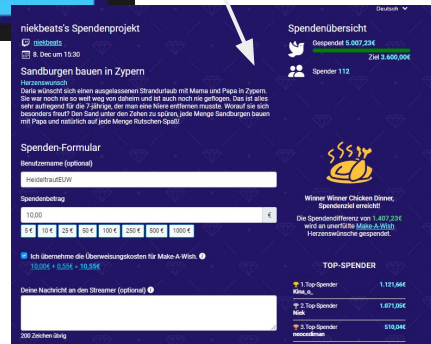 Deutsch
niekbeats's Spendenprojekt
niekbeats
8. Dec um 15:30
Sandburgen bauen in Zypern
Herzenswunsch
Daria wünscht sich einen ausgelassenen Strandurlaub mit Mama und Papa in Zypern.
Sie war noch nie so weit weg von daheim und ist auch noch nie geflogen. Das ist alles
sehr aufregend für die 7-jährige, der man eine Niere entfernen musste. Worauf sie sich
besonders freut? Den Sand unter den Zehen zu spüren, jede Menge Sandburgen bauen
mit Papa und natürlich auf jede Menge Rutschen-Spaß!
Spenden-Formular
Benutzername (optional)
HeideltrautEUW
Spendenbetrag
10,00 €
5 € 10 € 25 € 50 € 100 € 250 € 500 € 1000 €
Ich übernehme die Überweisungskosten für Make-A-Wish.
10,00€ + 0,55€ = 10,55€
Deine Nachricht an den Streamer (optional)
200 Zeichen übrig
Spendenübersicht
Gespendet 5.007,23€
Ziel 3.600,00€
Spender 112
Winner Winner Chicken Dinner,
Spendenziel erreicht!
Die Spendendifferenz von 1.407,23€
wird an unerfüllte Make-A-Wish
Herzenswünsche gespendet.
TOP-SPENDER
1.Top-Spender 1.121,66€
Kina_o_
2.Top-Spender 1.071,05€
Niek
3.Top-Spender 510,04€
neocediman